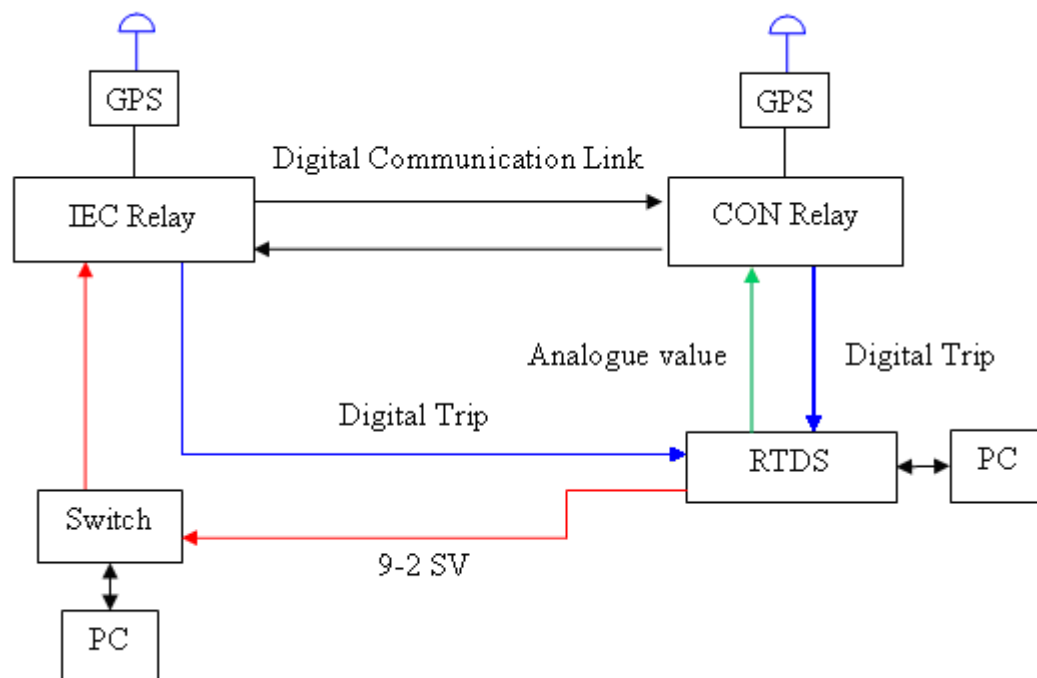 GPS
GPS
Digital Communication Link
IEC Relay
CON Relay
Analogue value
Digital Trip
Digital Trip
RTDS
PC
Switch
9-2 SV
PC